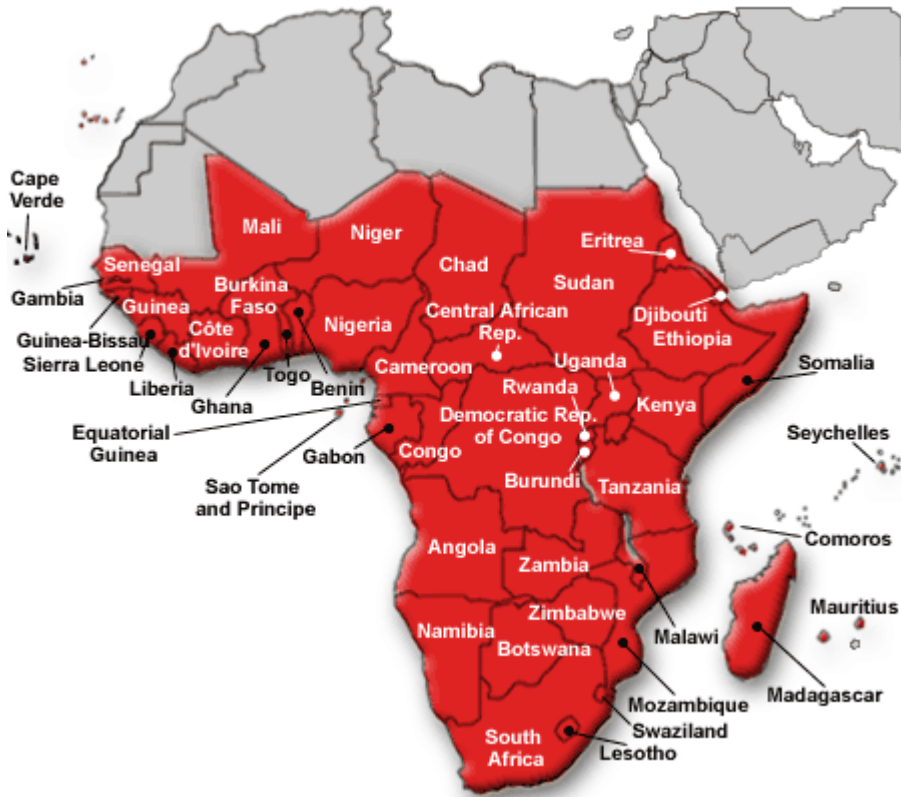 Cape
Verde
Mali
Niger
Chad
Sudan
Eritrea
Senegal
Gambia
Guinea
Burkina
Faso
Djibouti
Ethiopia
Guinea-Bissau
Côte
d'Ivoire
Nigeria
Central African
Rep.
Sierra Leone
Liberia
Ghana
Togo
Benin
Cameroon
Uganda
Somalia
Rwanda
Kenya
Equatorial
Guinea
Gabon
Congo
Democratic Rep.
of Congo
Seychelles
Sao Tome
and Principe
Burundi
Tanzania
Angola
Zambia
Comoros
Zimbabwe
Malawi
Mauritius
Namibia
Botswana
Mozambique
Madagascar
Swaziland
Lesotho
South
Africa